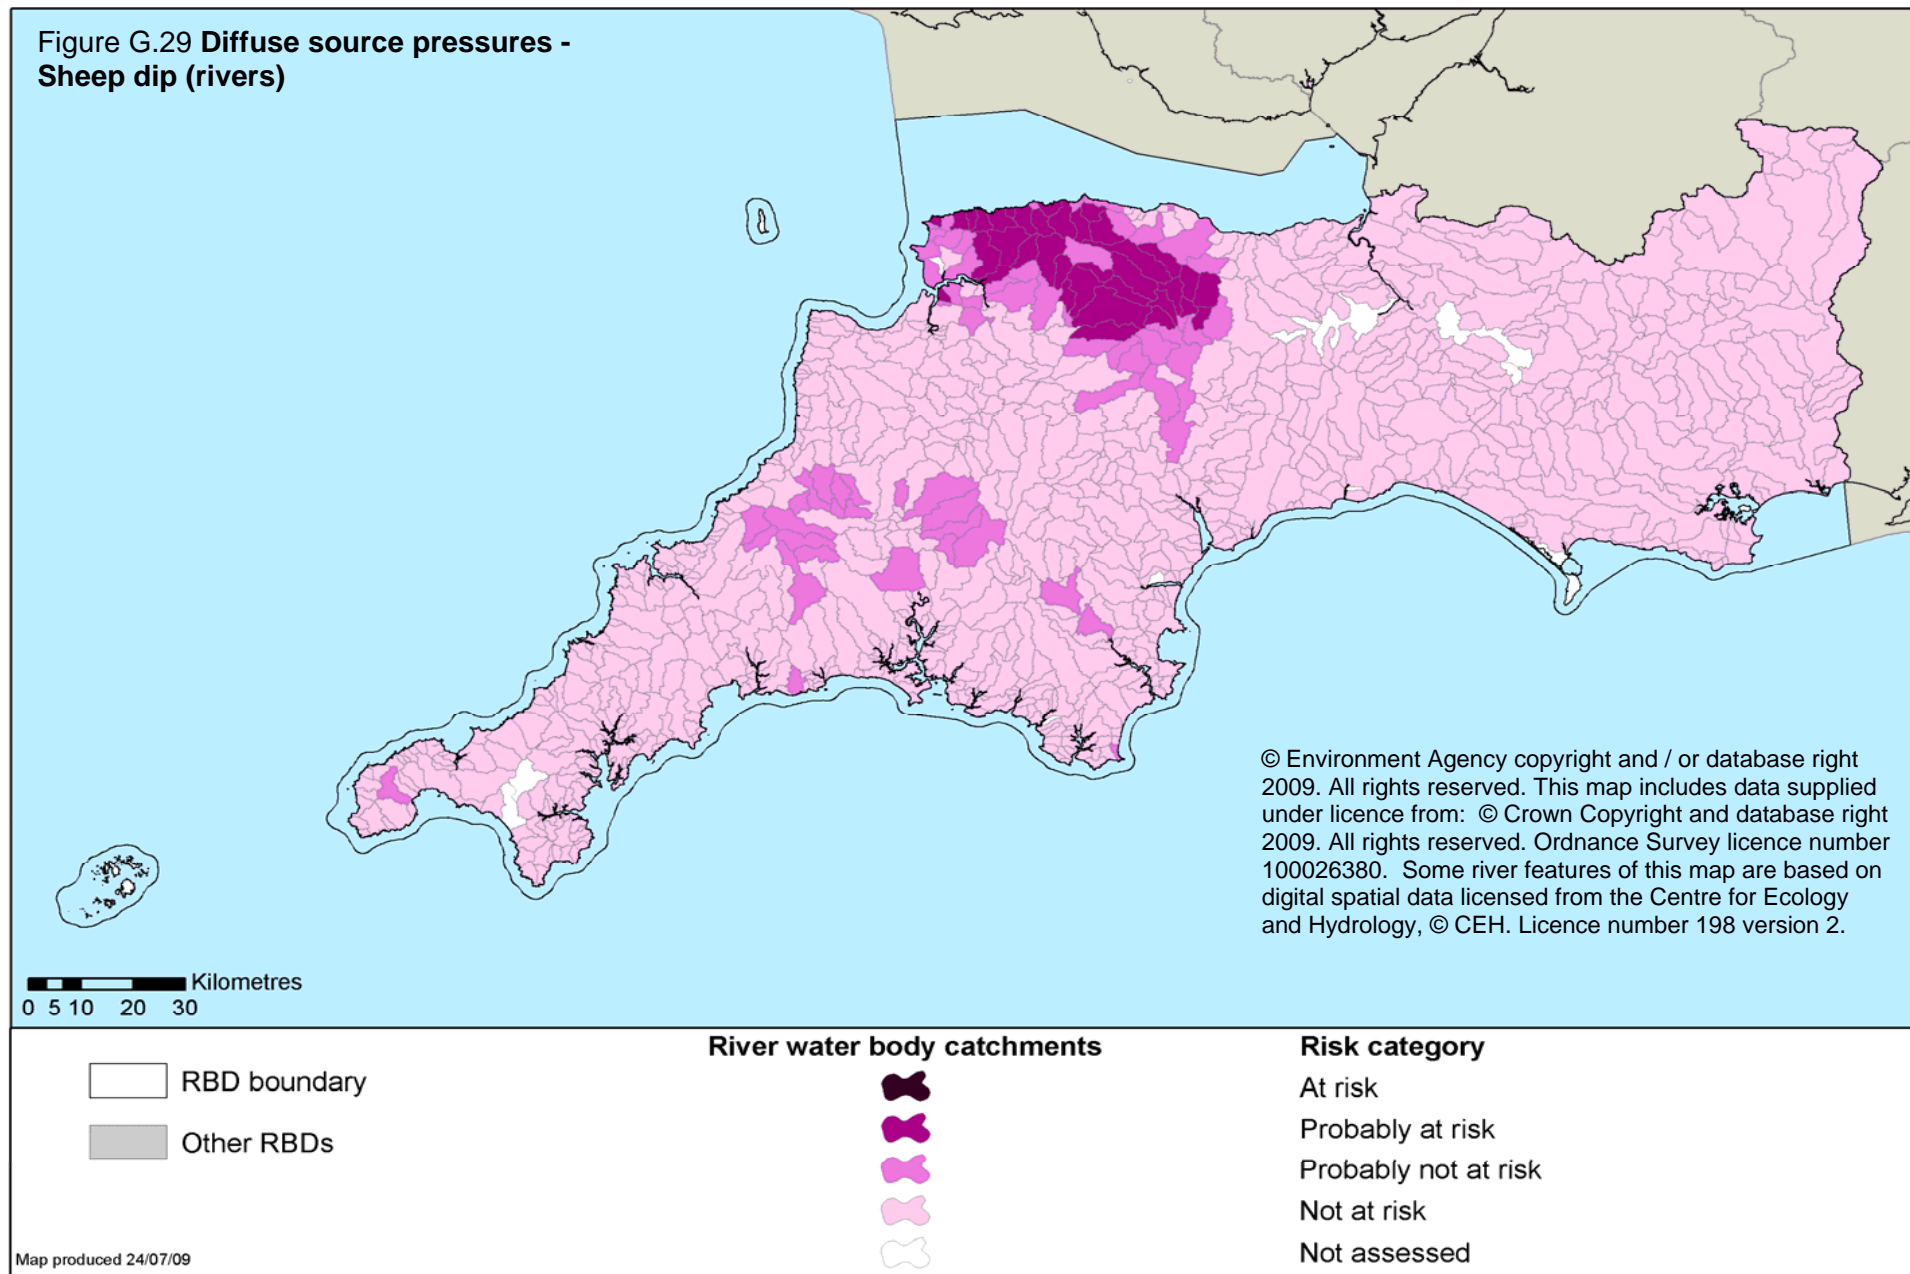 Figure G.29 Diffuse source pressures -
Sheep dip (rivers)
© Environment Agency copyright and / or database right
2009. All rights reserved. This map includes data supplied
under licence from: © Crown Copyright and database right
2009. All rights reserved. Ordnance Survey licence number
100026380. Some river features of this map are based on
digital spatial data licensed from the Centre for Ecology
and Hydrology, © CEH. Licence number 198 version 2.
Kilometres
0 5 10 20 30
RBD boundary
Other RBDs
River water body catchments
Risk category
At risk
Probably at risk
Probably not at risk
Not at risk
Not assessed
Map produced 24/07/09